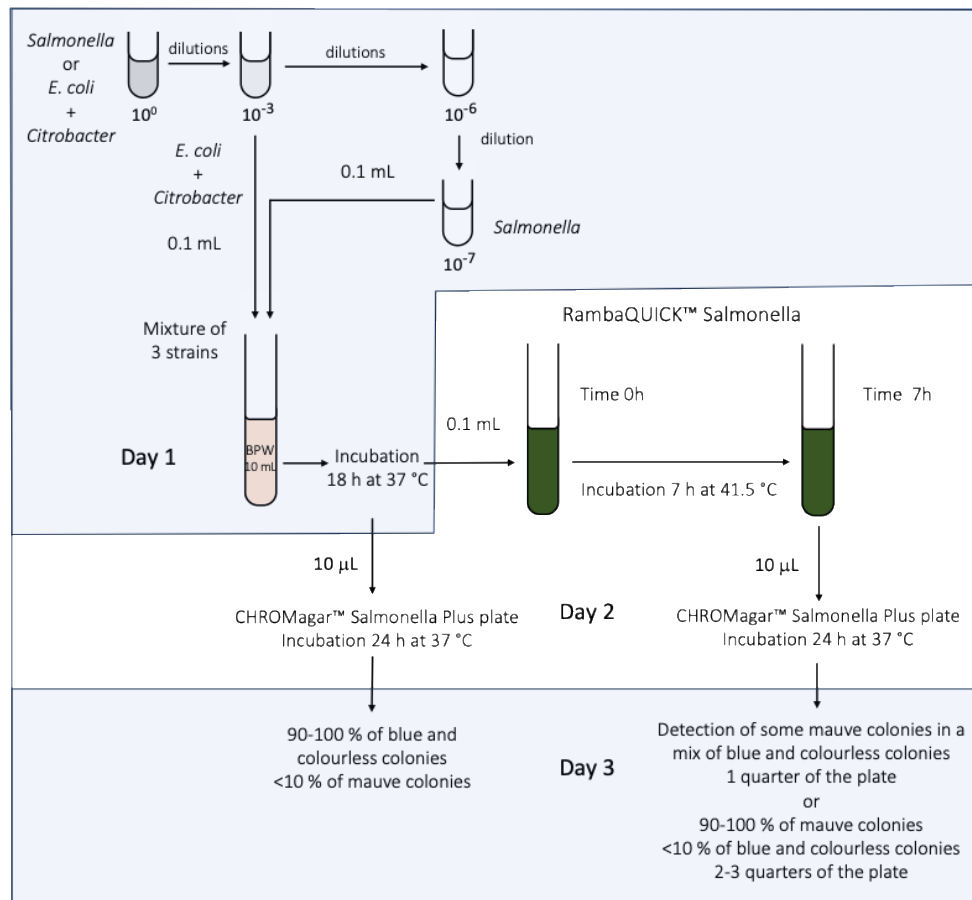 Salmonella
or
E. coli
+
Citrobacter
dilutions
dilutions
10⁰
10⁻³
10⁻⁶
dilution
E. coli
+
Citrobacter
0.1 mL
0.1 mL
Salmonella
10⁻⁷
Mixture of
3 strains
RambaQUICK™ Salmonella
Time 0h
Time 7h
0.1 mL
Day 1
BPW
10 mL
Incubation
18 h at 37 °C
Incubation 7 h at 41.5 °C
10 µL
10 µL
CHROMagar™ Salmonella Plus plate
Incubation 24 h at 37 °C
Day 2
CHROMagar™ Salmonella Plus plate
Incubation 24 h at 37 °C
90-100 % of blue and
colourless colonies
<10 % of mauve colonies
Day 3
Detection of some mauve colonies in a
mix of blue and colourless colonies
1 quarter of the plate
or
90-100 % of mauve colonies
<10 % of blue and colourless colonies
2-3 quarters of the plate